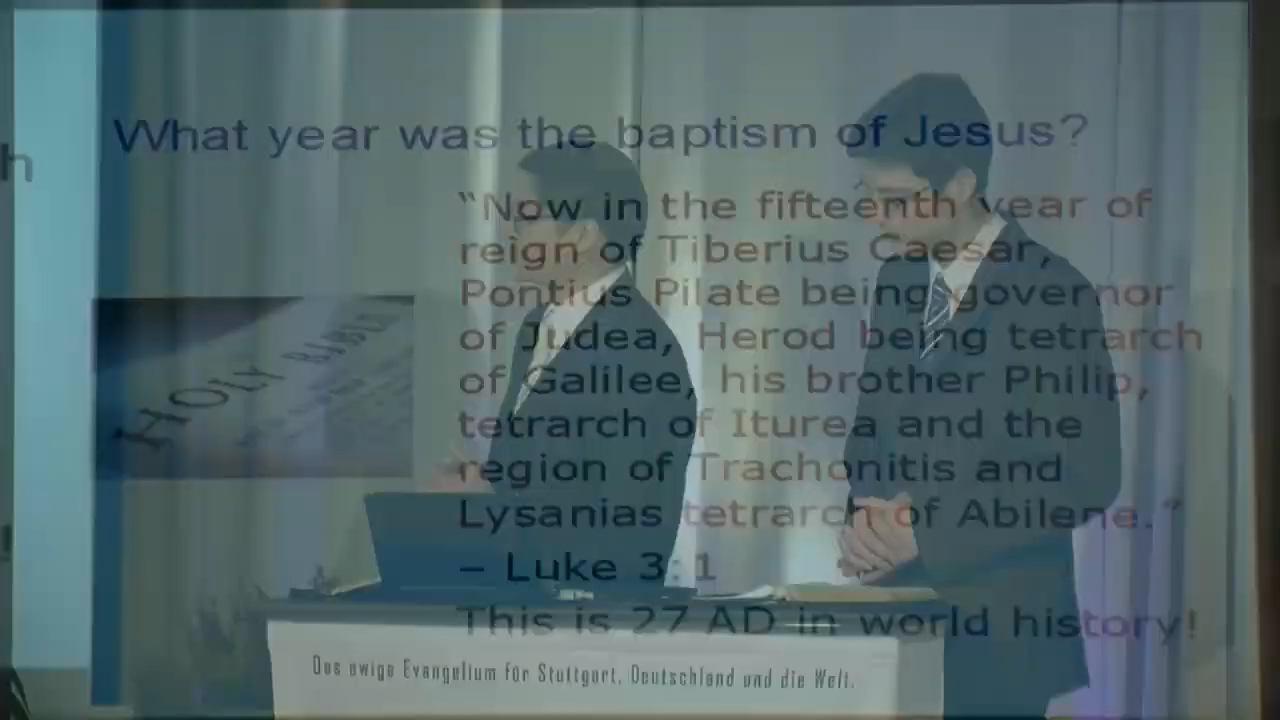 h
What year was the baptism of Jesus?
“Now in the fifteenth year of
reign of Tiberius Caesar,
Pontius Pilate being governor
of Judea, Herod being tetrarch
of Galilee, his brother Philip,
tetrarch of Iturea and the
region of Trachonitis and
Lysanias tetrarch of Abilene.”
– Luke 3:1
!
This is 27 AD in world history!
HOLY BIBLE
Das ewige Evangelium für Stuttgart, Deutschland und die Welt.